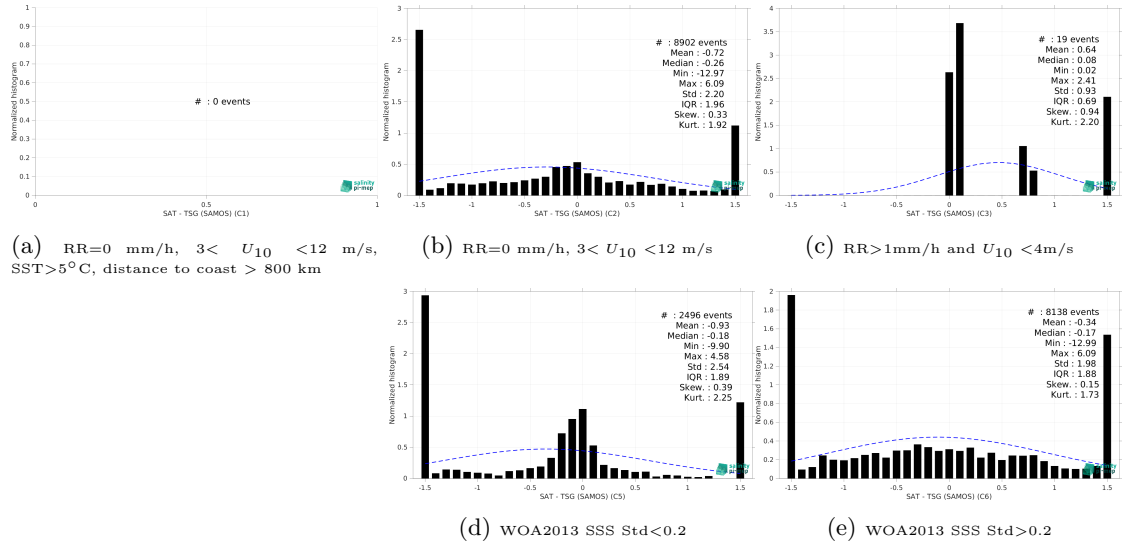 1
0.9
0.8
0.7
0.6
0.5
0.4
0.3
0.2
0.1
0
Normalized histogram
# : 0 events
salinity
pi-mep
0 0.5 1
SAT - TSG (SAMOS) (C1)
(a) RR=0 mm/h, 3< U10 <12 m/s,
SST>5°C, distance to coast > 800 km
3
2.5
2
1.5
1
0.5
0
Normalized histogram
# : 8902 events
Mean : -0.72
Median : -0.26
Min : -12.97
Max : 6.09
Std : 2.20
IQR : 1.96
Skew. : 0.33
Kurt. : 1.92
salinity
pi-mep
-1.5 -1 -0.5 0 0.5 1 1.5
SAT - TSG (SAMOS) (C2)
(b) RR=0 mm/h, 3< U10 <12 m/s
4
3.5
3
2.5
2
1.5
1
0.5
0
Normalized histogram
# : 19 events
Mean : 0.64
Median : 0.08
Min : 0.02
Max : 2.41
Std : 0.93
IQR : 0.69
Skew. : 0.94
Kurt. : 2.20
salinity
pi-mep
-1.5 -1 -0.5 0 0.5 1 1.5
SAT - TSG (SAMOS) (C3)
(c) RR>1mm/h and U10 <4m/s
3
2.5
2
1.5
1
0.5
0
Normalized histogram
# : 2496 events
Mean : -0.93
Median : -0.18
Min : -9.90
Max : 4.58
Std : 2.54
IQR : 1.89
Skew. : 0.39
Kurt. : 2.25
salinity
pi-mep
-1.5 -1 -0.5 0 0.5 1 1.5
SAT - TSG (SAMOS) (C5)
(d) WOA2013 SSS Std<0.2
2
1.8
1.6
1.4
1.2
1
0.8
0.6
0.4
0.2
0
Normalized histogram
# : 8138 events
Mean : -0.34
Median : -0.17
Min : -12.99
Max : 6.09
Std : 1.98
IQR : 1.88
Skew. : 0.15
Kurt. : 1.73
salinity
pi-mep
-1.5 -1 -0.5 0 0.5 1 1.5
SAT - TSG (SAMOS) (C6)
(e) WOA2013 SSS Std>0.2